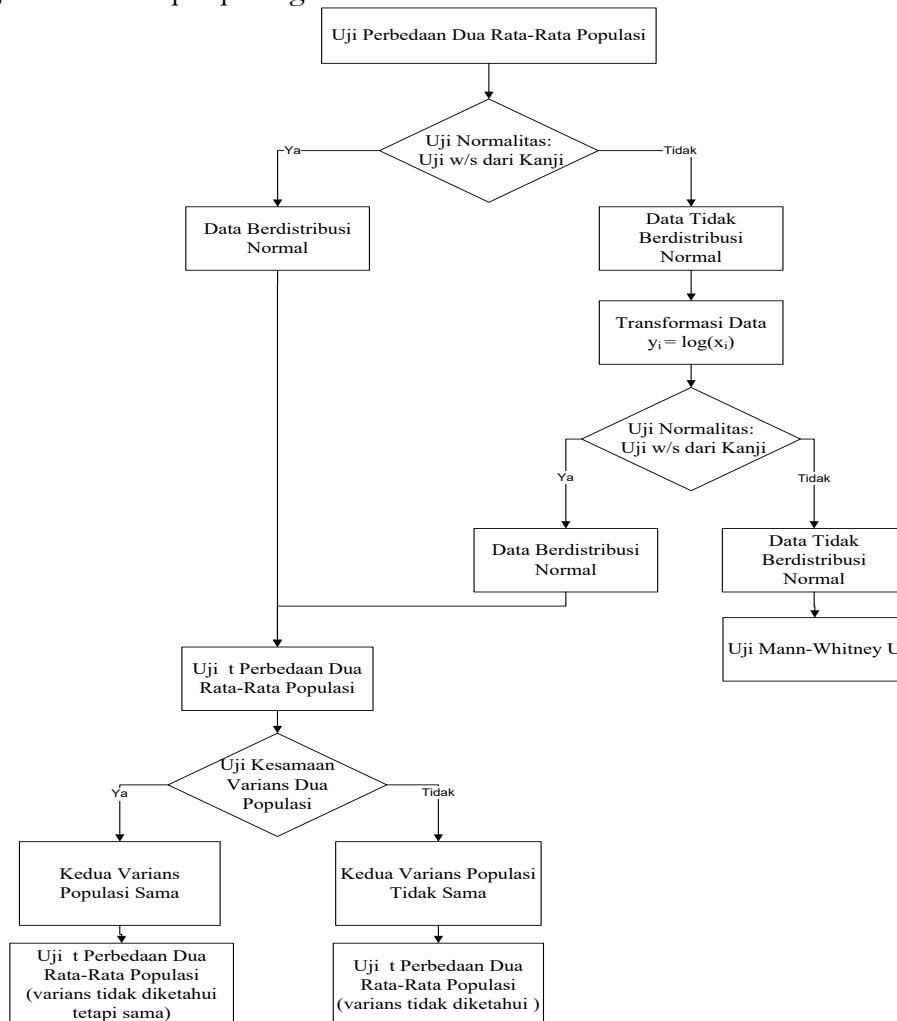 Uji Perbedaan Dua Rata-Rata Populasi
Uji Normalitas:
Uji w/s dari Kanji
Ya
Tidak
Data Berdistribusi
Normal
Data Tidak
Berdistribusi
Normal
Transformasi Data
yᵢ = log(xᵢ)
Uji Normalitas:
Uji w/s dari Kanji
Ya
Tidak
Data Berdistribusi
Normal
Data Tidak
Berdistribusi
Normal
Uji Mann-Whitney U
Uji t Perbedaan Dua
Rata-Rata Populasi
Uji Kesamaan
Varians Dua
Populasi
Ya
Tidak
Kedua Varians
Populasi Sama
Kedua Varians Populasi
Tidak Sama
Uji t Perbedaan Dua
Rata-Rata Populasi
(varians tidak diketahui
tetapi sama)
Uji t Perbedaan Dua
Rata-Rata Populasi
(varians tidak diketahui )